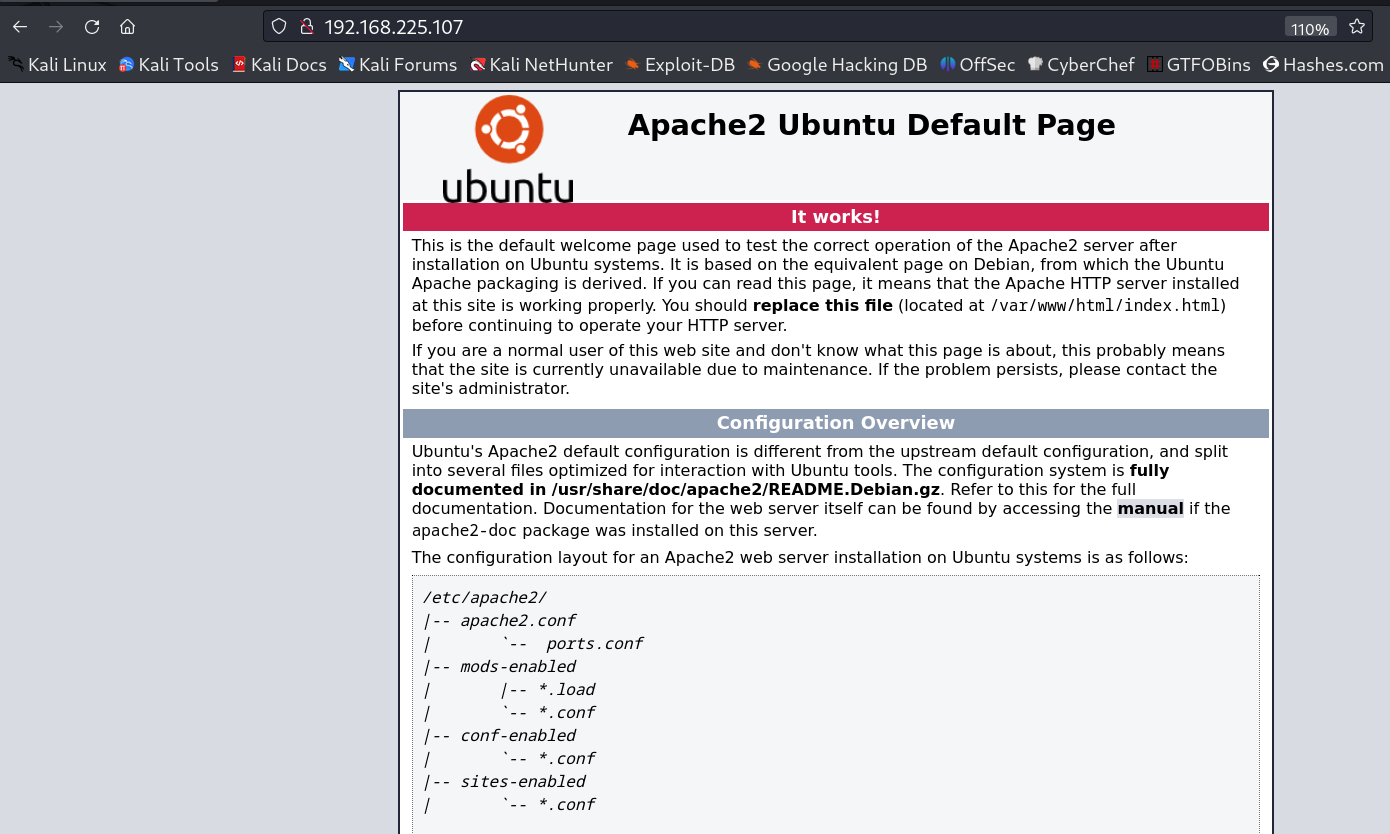 192.168.225.107
110%
Kali Linux Kali Tools Kali Docs Kali Forums Kali NetHunter Exploit-DB Google Hacking DB OffSec CyberChef GTFOBins Hashes.com
ubuntu
Apache2 Ubuntu Default Page
It works!
This is the default welcome page used to test the correct operation of the Apache2 server after
installation on Ubuntu systems. It is based on the equivalent page on Debian, from which the Ubuntu
Apache packaging is derived. If you can read this page, it means that the Apache HTTP server installed
at this site is working properly. You should replace this file (located at /var/www/html/index.html)
before continuing to operate your HTTP server.
If you are a normal user of this web site and don't know what this page is about, this probably means
that the site is currently unavailable due to maintenance. If the problem persists, please contact the
site's administrator.
Configuration Overview
Ubuntu's Apache2 default configuration is different from the upstream default configuration, and split
into several files optimized for interaction with Ubuntu tools. The configuration system is fully
documented in /usr/share/doc/apache2/README.Debian.gz. Refer to this for the full
documentation. Documentation for the web server itself can be found by accessing the manual if the
apache2-doc package was installed on this server.
The configuration layout for an Apache2 web server installation on Ubuntu systems is as follows:
/etc/apache2/
|-- apache2.conf
|       `--  ports.conf
|-- mods-enabled
|       |-- *.load
|       `-- *.conf
|-- conf-enabled
|       `-- *.conf
|-- sites-enabled
|       `-- *.conf